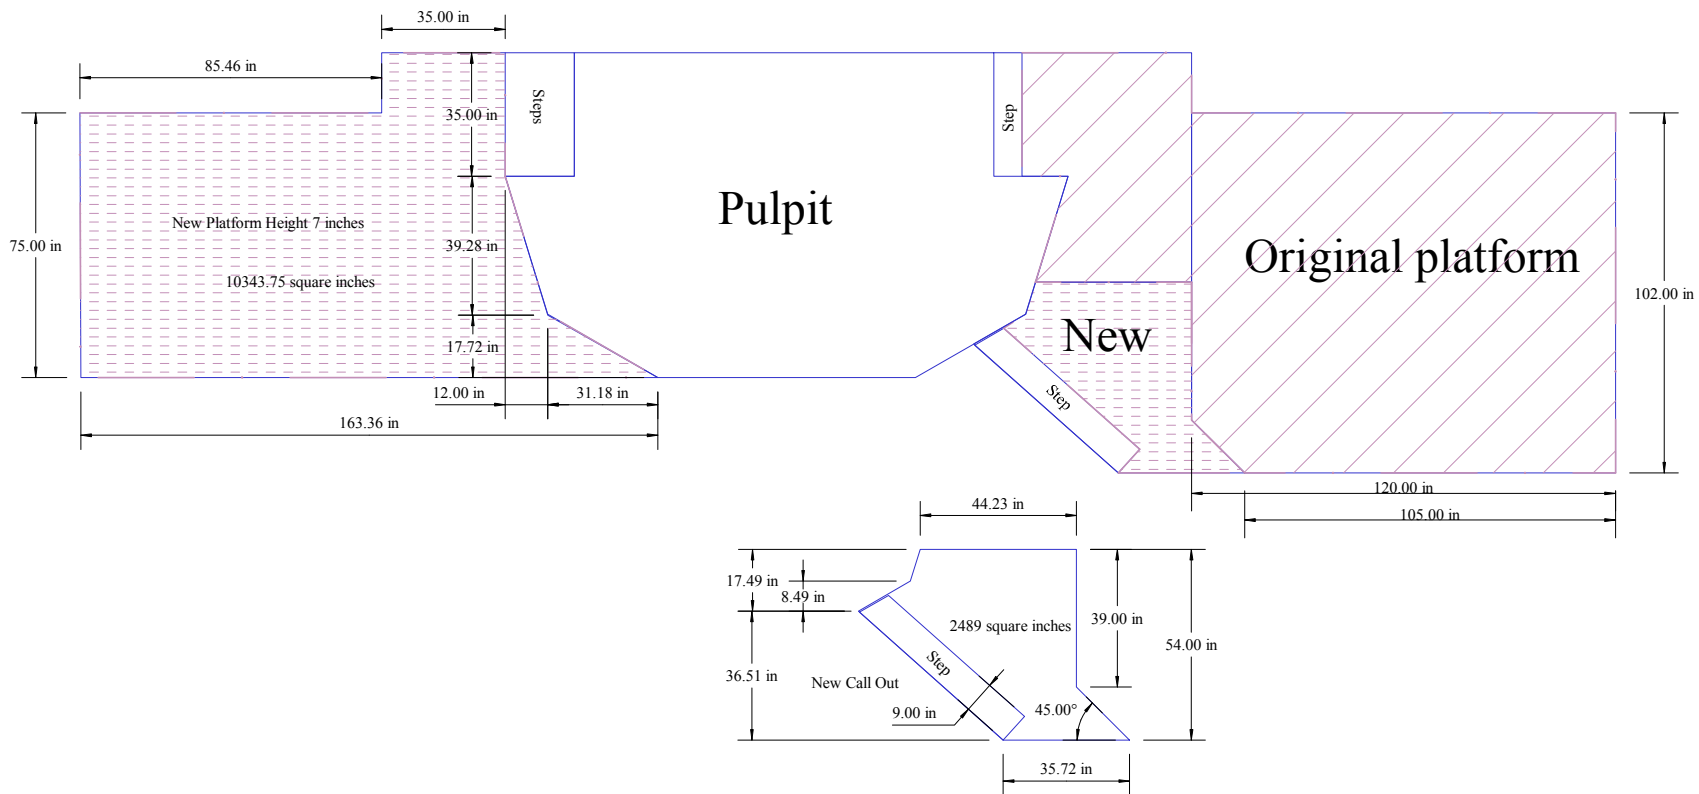 35.00 in
85.46 in
Steps
35.00 in
Step
Pulpit
New Platform Height 7 inches
75.00 in
39.28 in
Original platform
10343.75 square inches
102.00 in
New
17.72 in
Step
12.00 in
31.18 in
163.36 in
120.00 in
105.00 in
44.23 in
17.49 in
8.49 in
39.00 in
2489 square inches
54.00 in
Step
36.51 in
New Call Out
9.00 in
45.00°
35.72 in